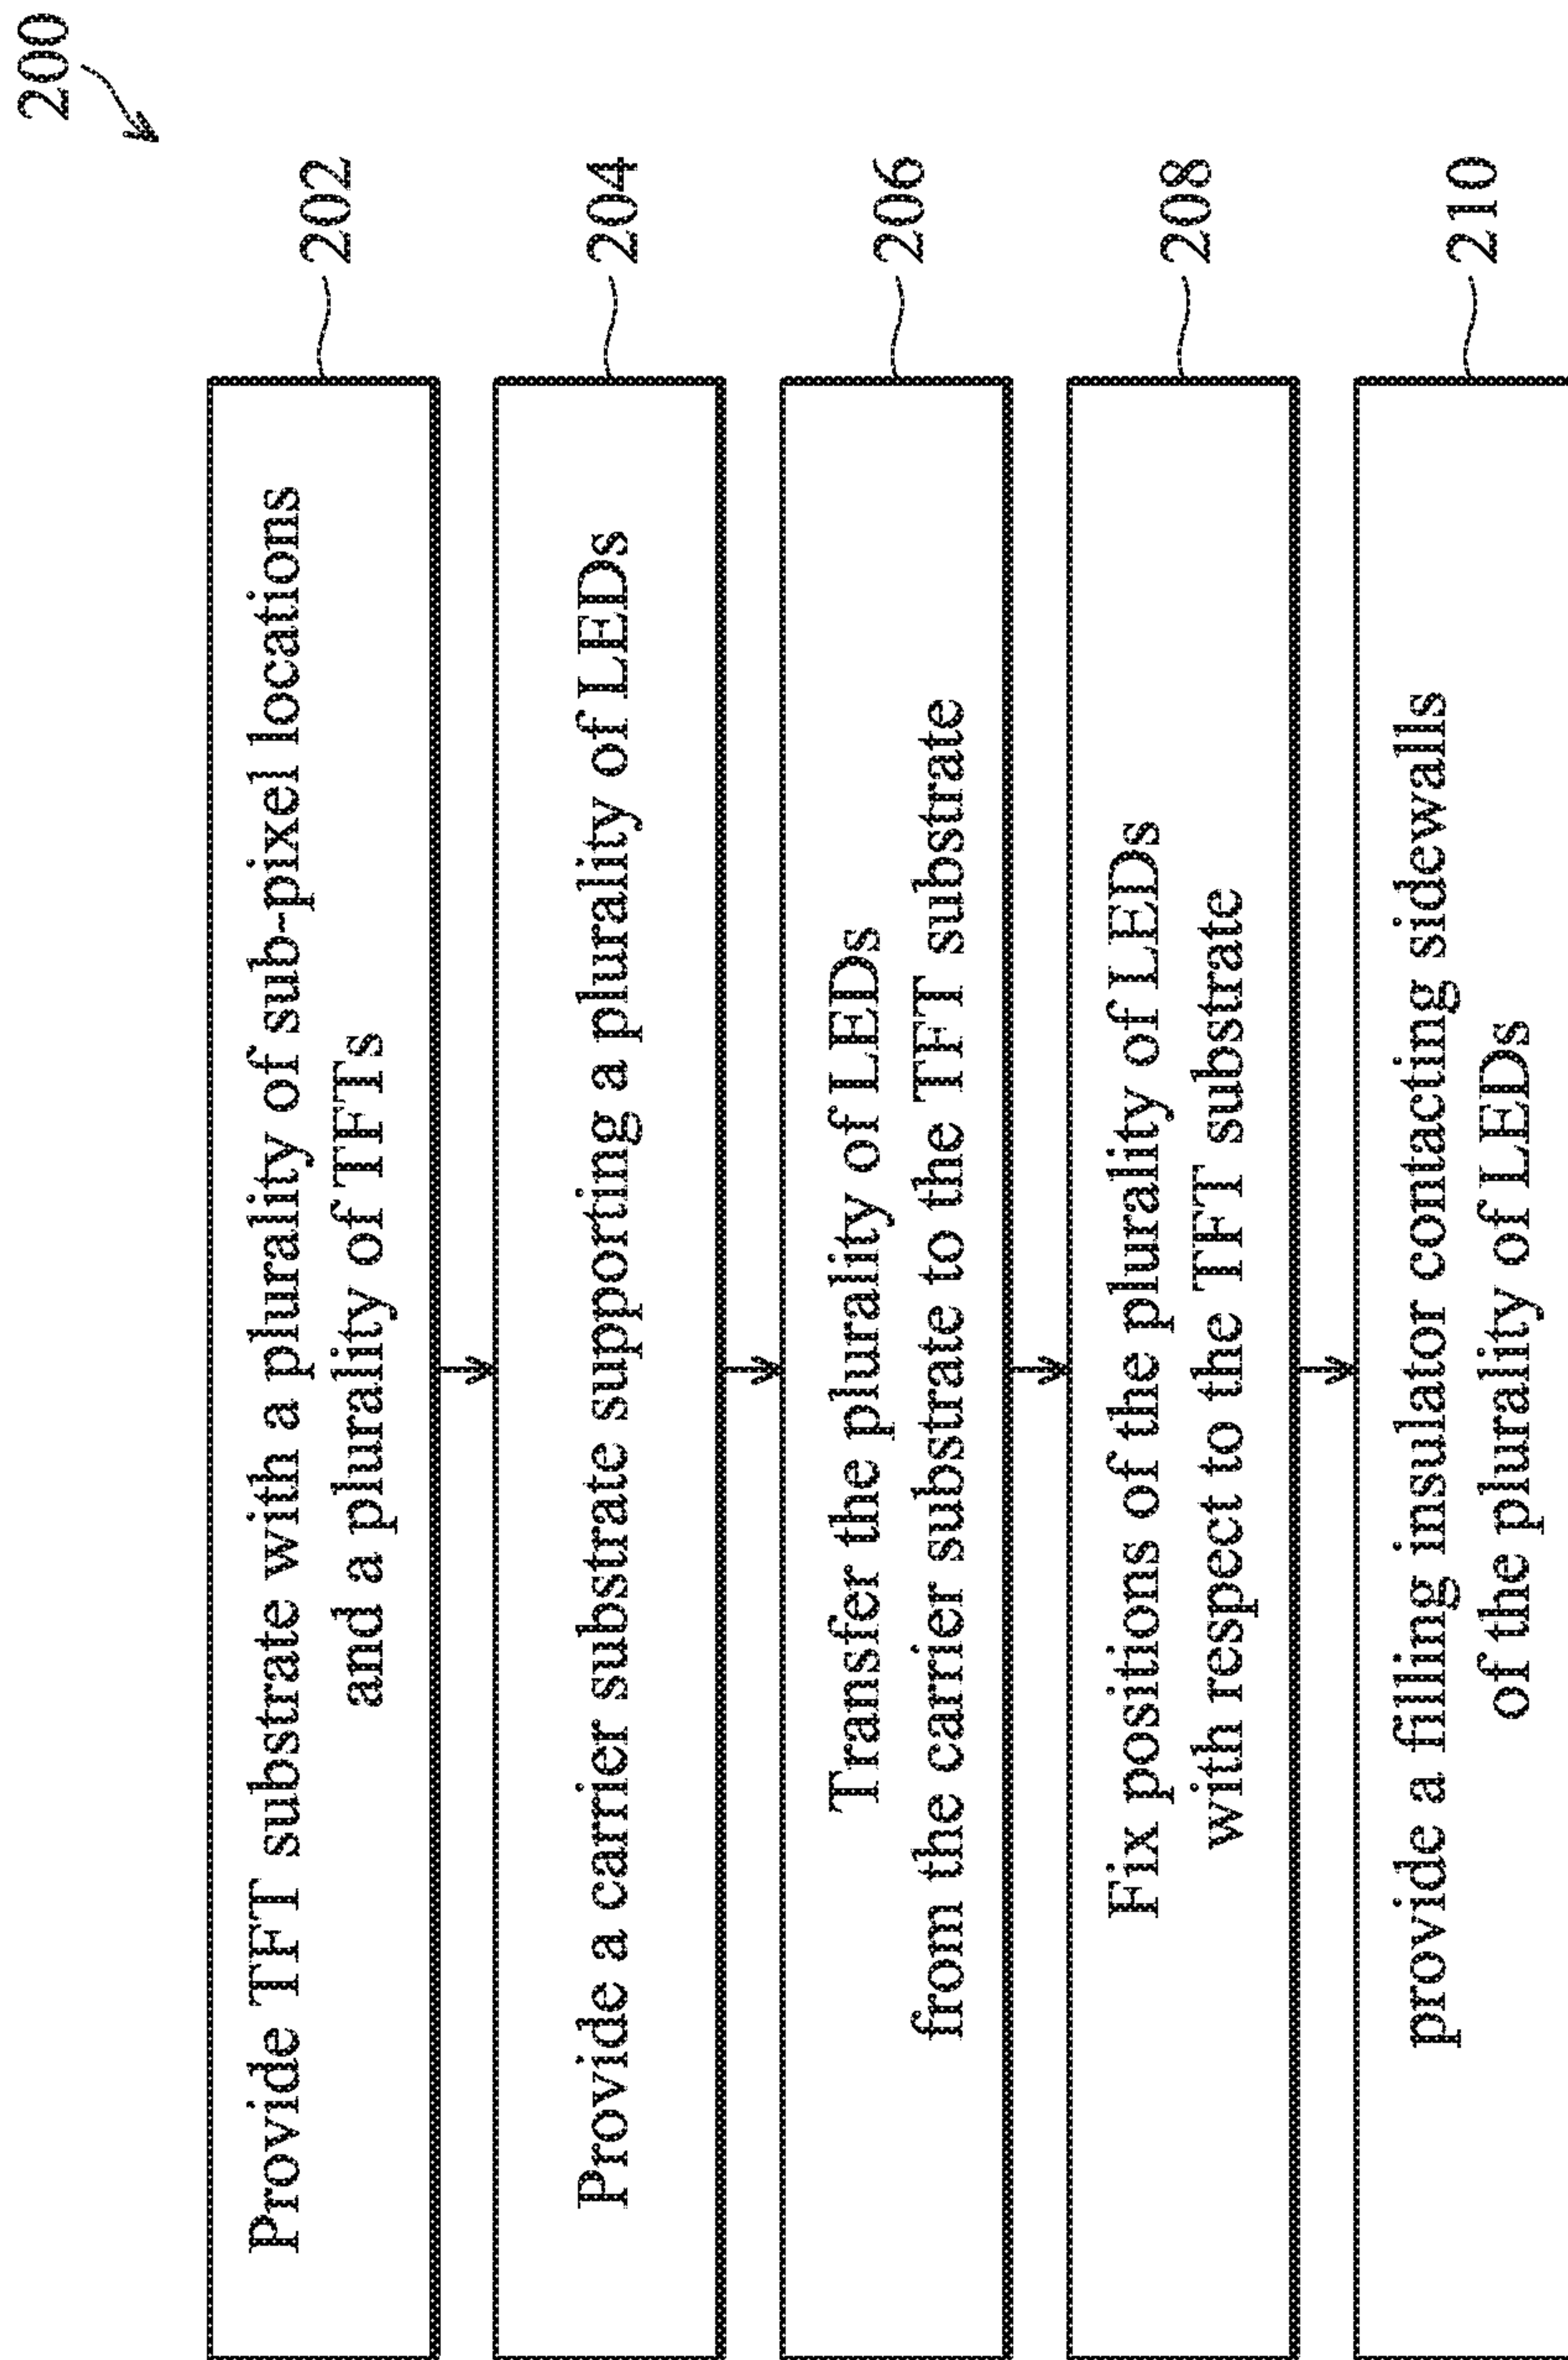 200
Provide TFT substrate with a plurality of sub-pixel locations
and a plurality of TFTs
202
Provide a carrier substrate supporting a plurality of LEDs
204
Transfer the plurality of LEDs
from the carrier substrate to the TFT substrate
206
Fix positions of the plurality of LEDs
with respect to the TFT substrate
208
provide a filling insulator contacting sidewalls
of the plurality of LEDs
210